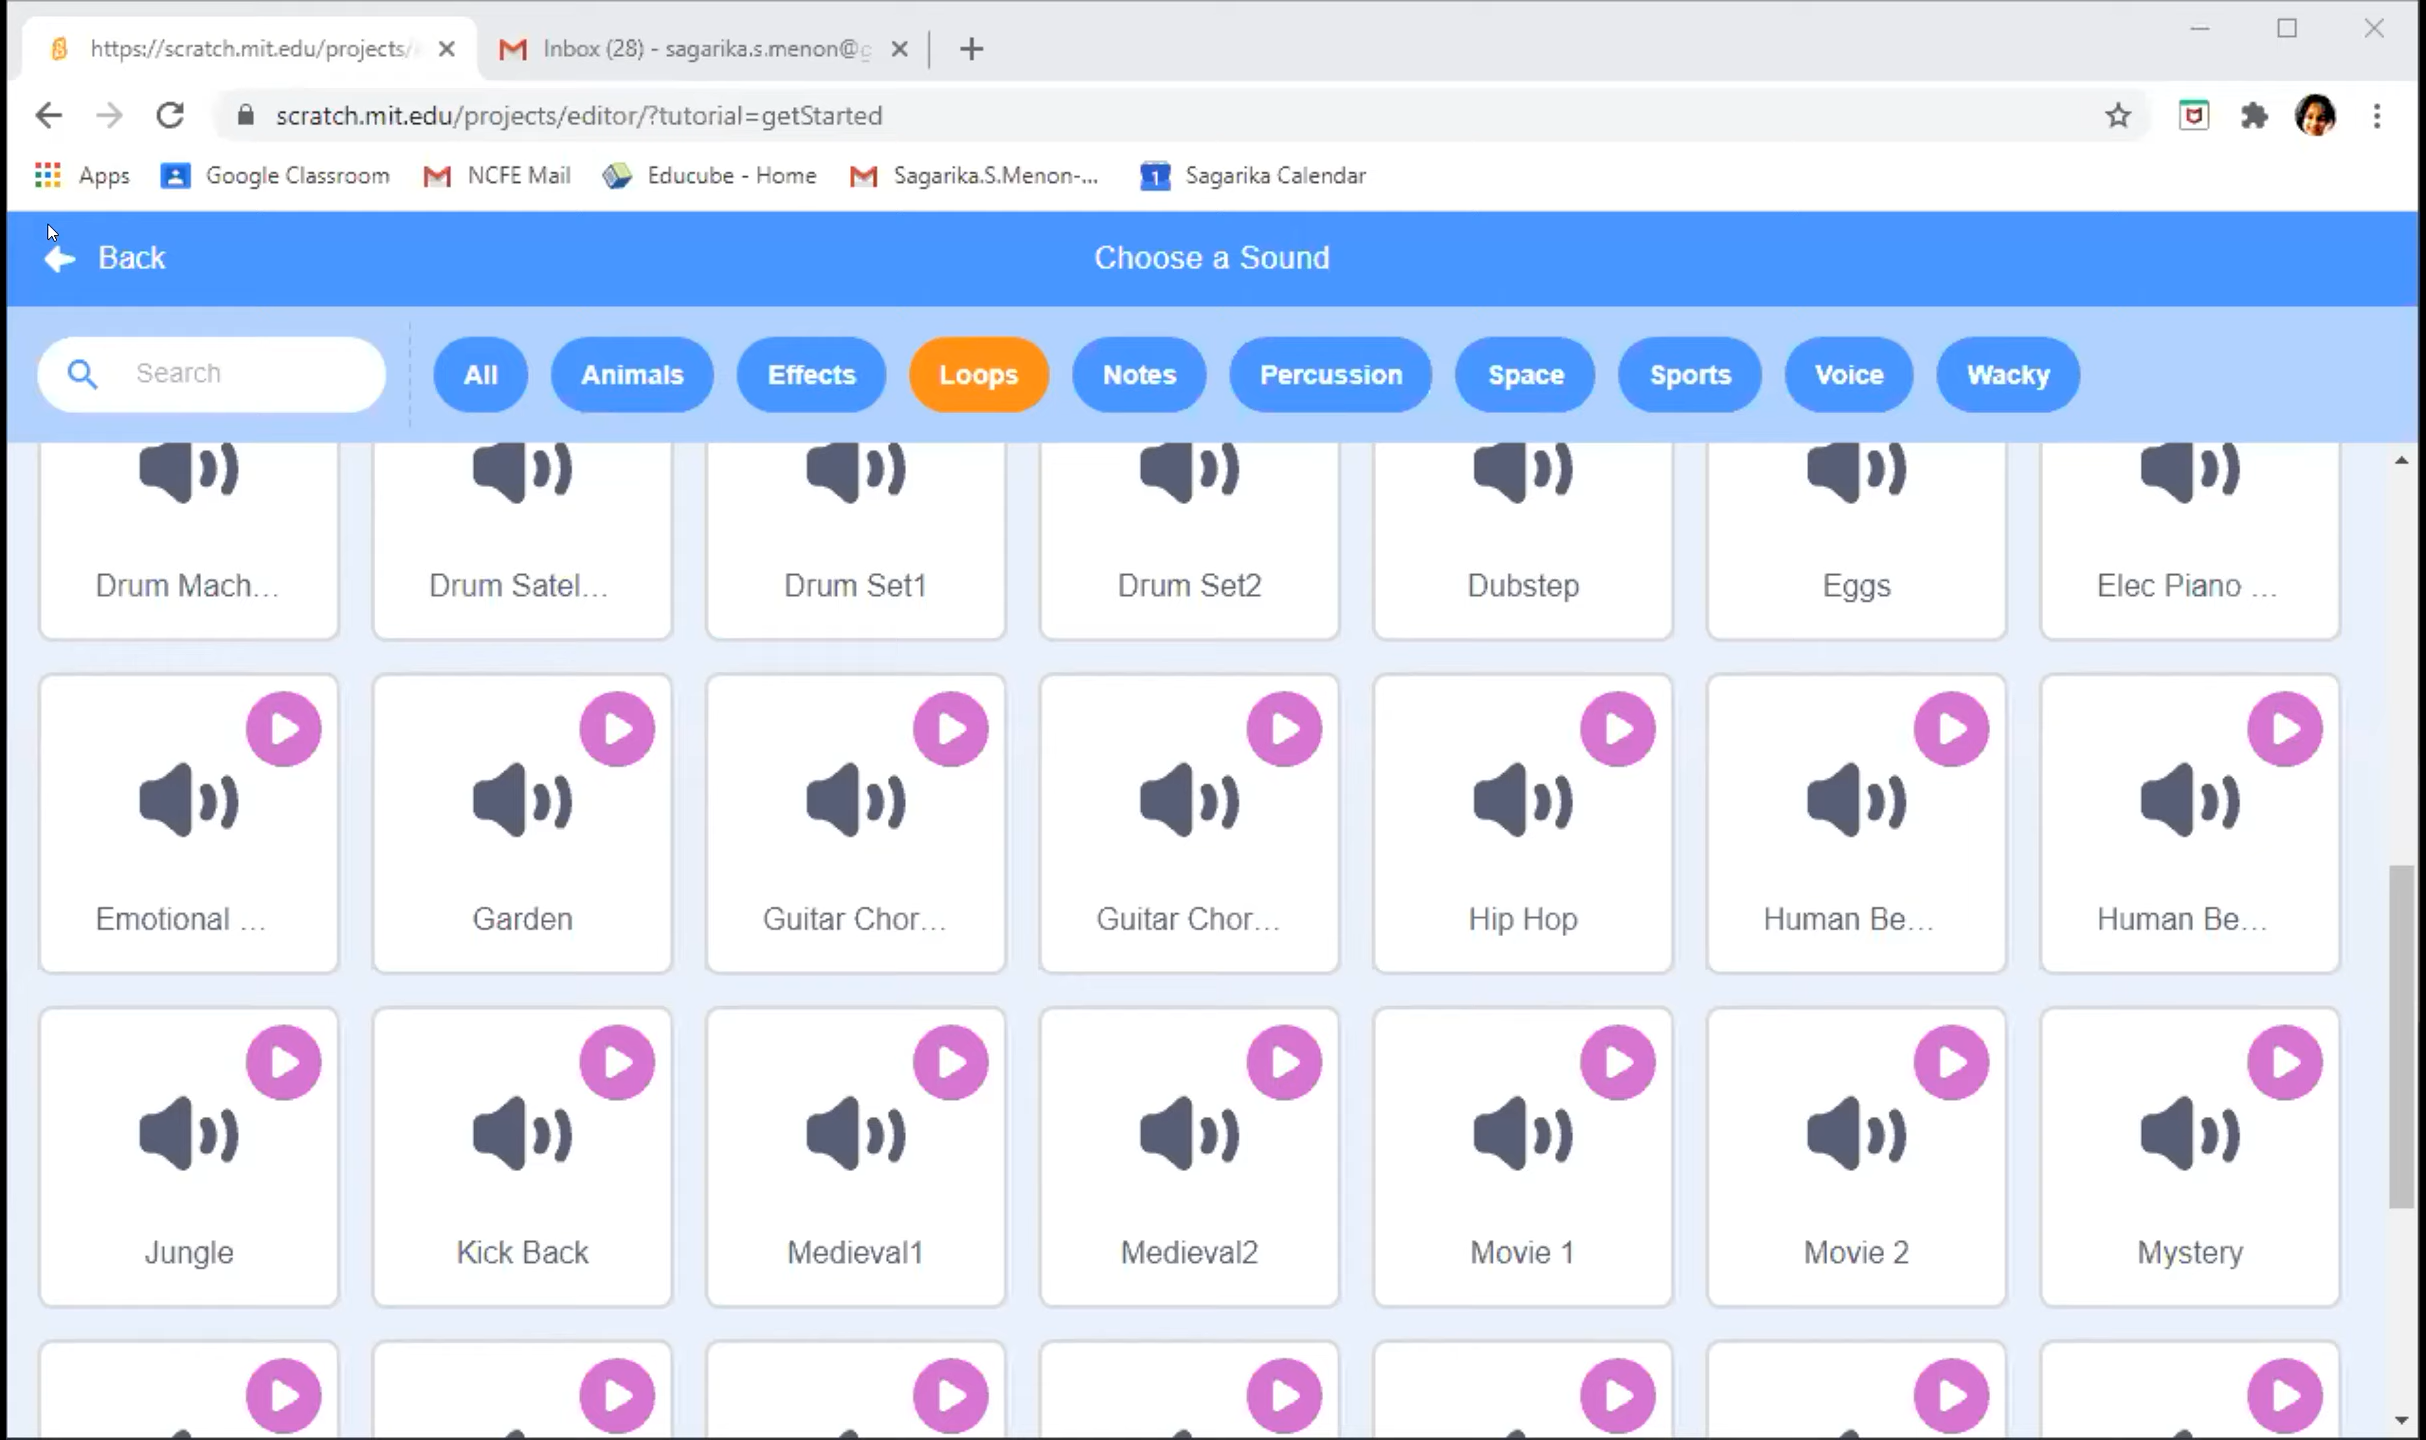 https://scratch.mit.edu/projects/
Inbox (28) - sagarika.s.menon@g
scratch.mit.edu/projects/editor/?tutorial=getStarted
Apps Google Classroom NCFE Mail Educube - Home Sagarika.S.Menon-... 1 Sagarika Calendar
Back Choose a Sound
Search All Animals Effects Loops Notes Percussion Space Sports Voice Wacky
Drum Mach... Drum Satel... Drum Set1 Drum Set2 Dubstep Eggs Elec Piano ...
Emotional ... Garden Guitar Chor... Guitar Chor... Hip Hop Human Be... Human Be...
Jungle Kick Back Medieval1 Medieval2 Movie 1 Movie 2 Mystery